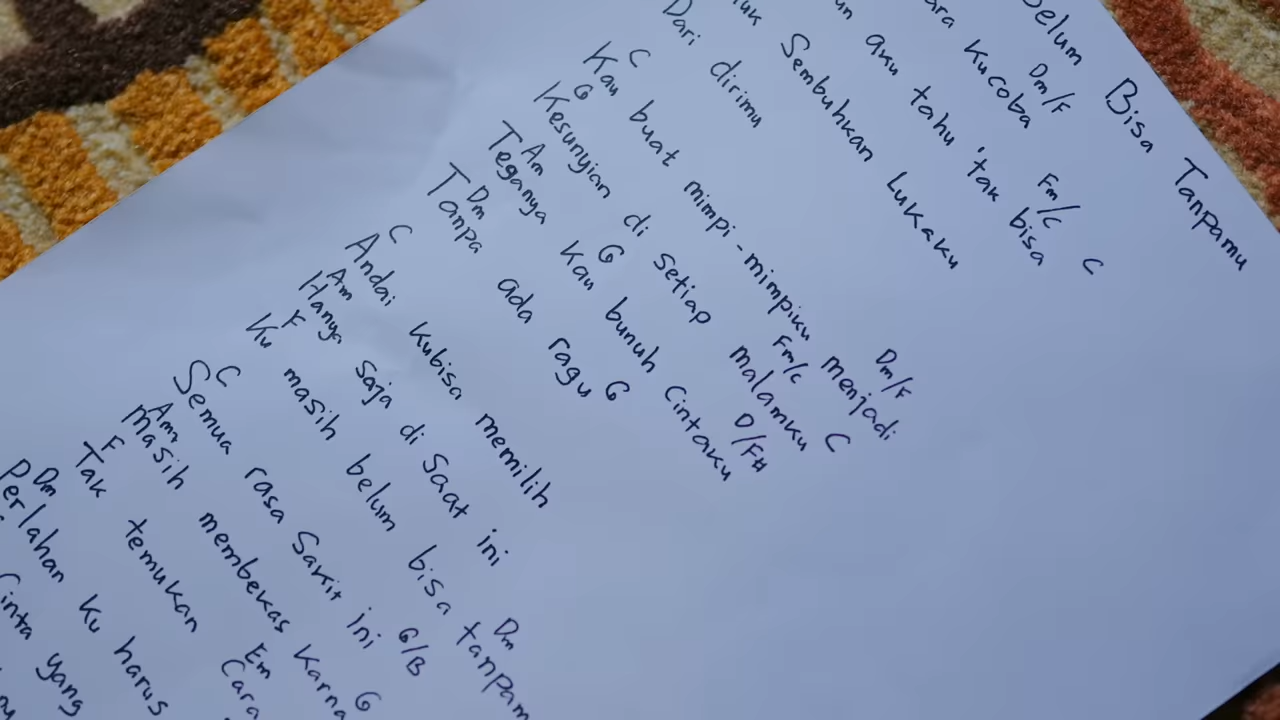 Belum Bisa Tanpamu
Dm/F
Kucoba
Fm/C C
aku tahu 'tak bisa
Sembuhkan Lukaku
Dari dirimu
C Dm/F
Kau buat mimpi-mimpiku menjadi
G Fm/C C
Kesunyian di setiap malamku
Am G D/F#
Teganya kau bunuh Cintaku
Dm G
Tanpa ada ragu
C
Andai kubisa memilih
Am
Hanya saja di saat ini
F Dm
Ku masih belum bisa
C G/B
Semua rasa sakit ini
Am G
masih membekas karna
F Em
Tak temukan Cara
Dm
Perlahan ku harus
Cinta yang